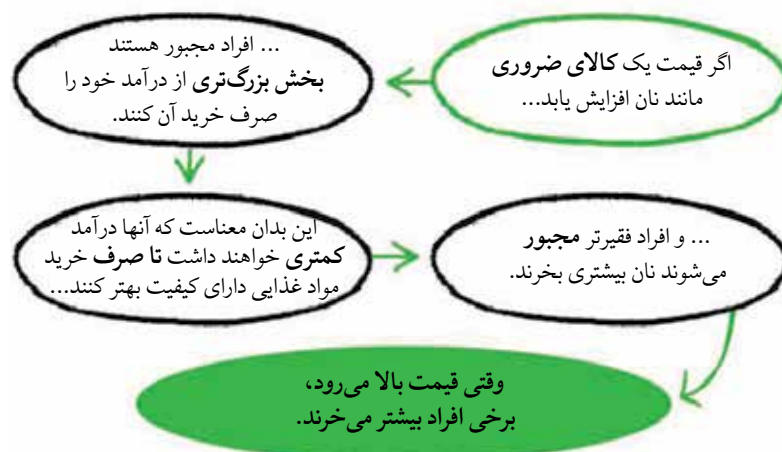 اگر قیمت یک کالای ضروری
مانند نان افزایش یابد...
... افراد مجبور هستند
بخش بزرگ‌تری از درآمد خود را
صرف خرید آن کنند.
این بدان معناست که آنها درآمد
کمتری خواهند داشت تا صرف خرید
مواد غذایی دارای کیفیت بهتر کنند...
... و افراد فقیرتر مجبور
می‌شوند نان بیشتری بخرند.
وقتی قیمت بالا می‌رود،
برخی افراد بیشتر می‌خرند.